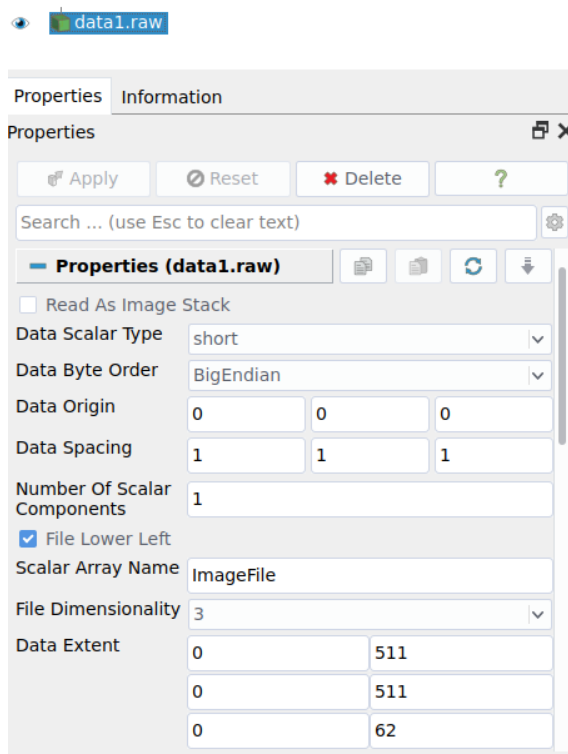 data1.raw
Properties Information
Properties
Apply Reset Delete ?
Search ... (use Esc to clear text)
Properties (data1.raw)
Read As Image Stack
Data Scalar Type short
Data Byte Order BigEndian
Data Origin 0 0 0
Data Spacing 1 1 1
Number Of Scalar
Components 1
File Lower Left
Scalar Array Name ImageFile
File Dimensionality 3
Data Extent 0 511
0 511
0 62